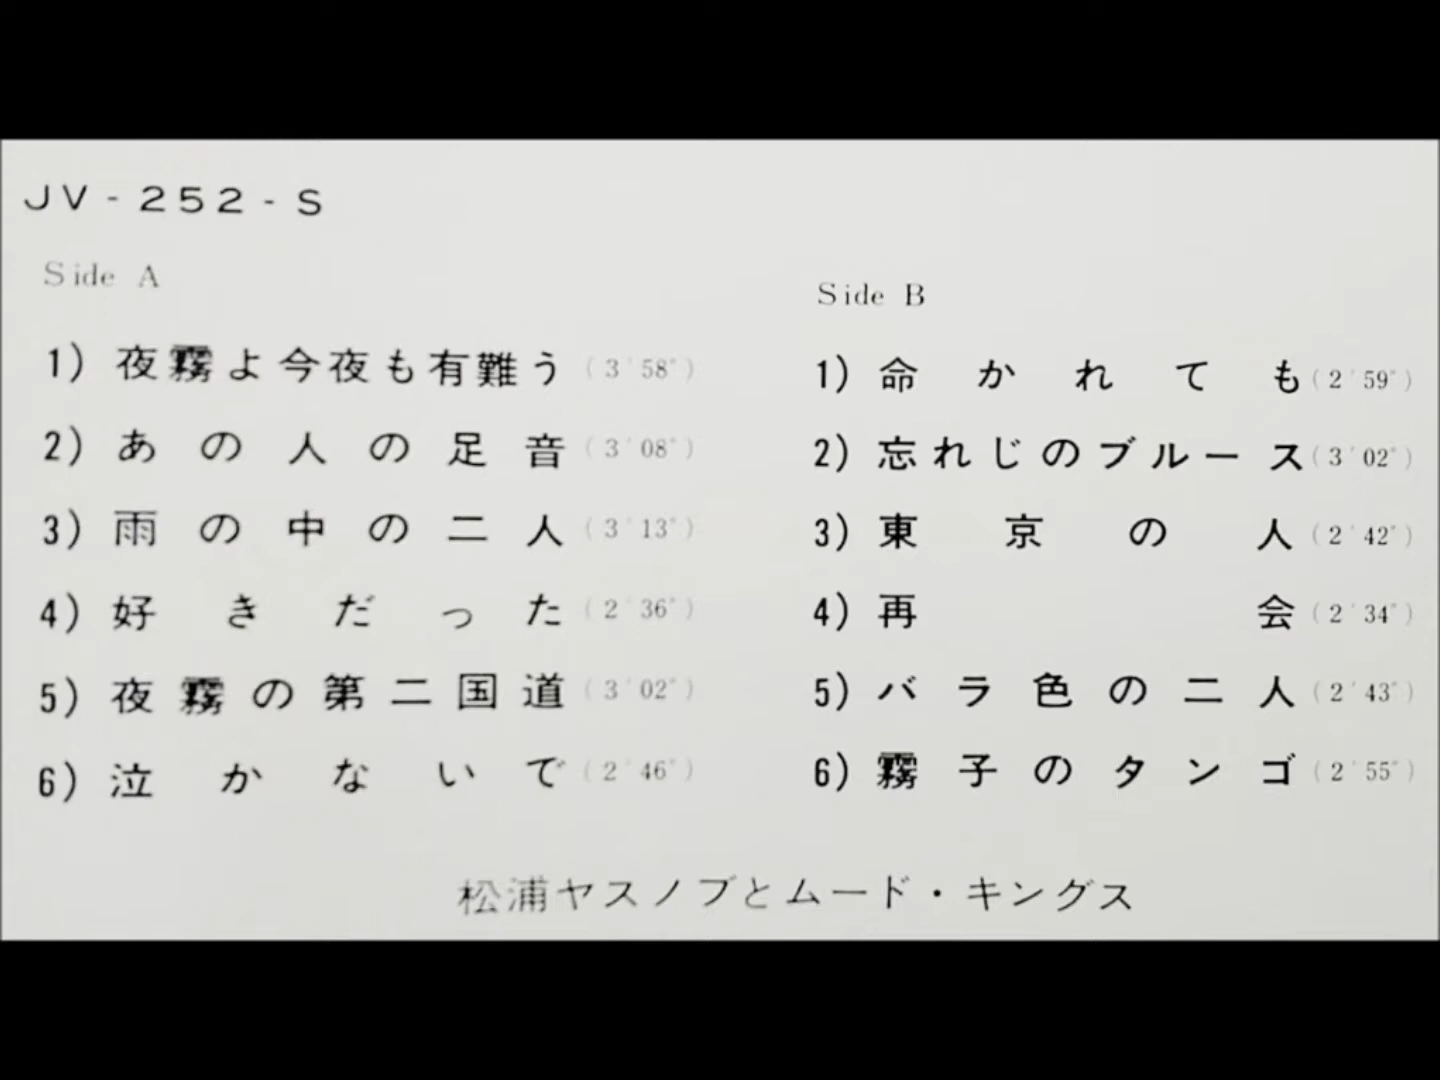 JV-252-S
Side A
1) 夜霧よ今夜も有難う (3'58")
2) あの人の足音 (3'08")
3) 雨の中の二人 (3'13")
4) 好きだった (2'36")
5) 夜霧の第二国道 (3'02")
6) 泣かないで (2'46")
Side B
1) 命かれても (2'59")
2) 忘れじのブルース (3'02")
3) 東京の人 (2'42")
4) 再会 (2'34")
5) バラ色の二人 (2'43")
6) 霧子のタンゴ (2'55")
松浦ヤスノブとムード・キングス